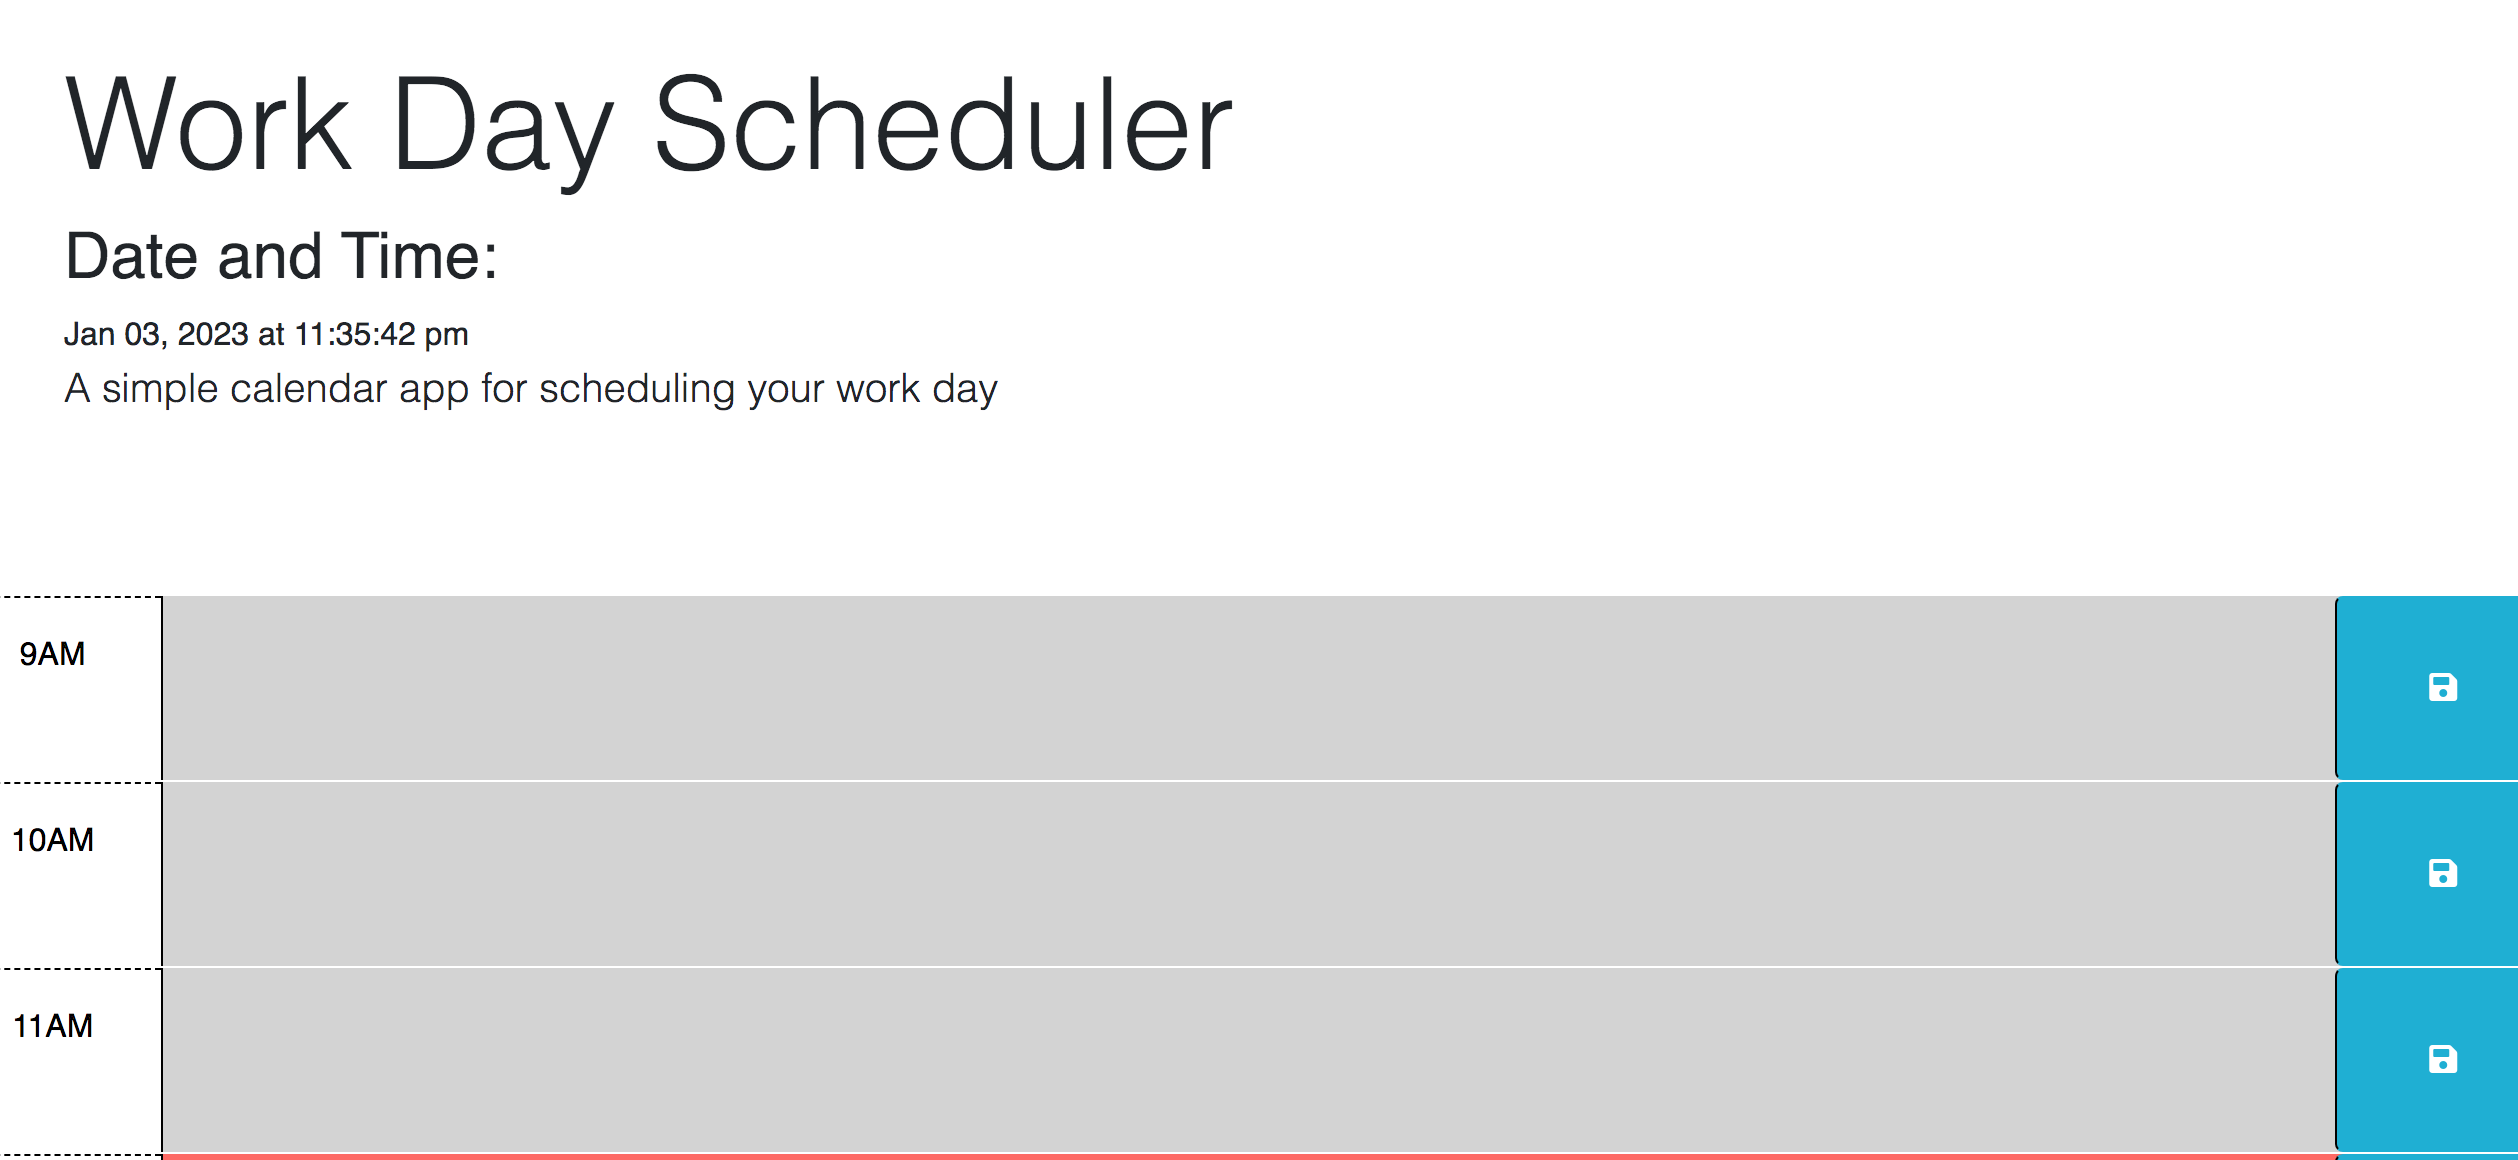 Work Day Scheduler
Date and Time:
Jan 03, 2023 at 11:35:42 pm
A simple calendar app for scheduling your work day
9AM
10AM
11AM